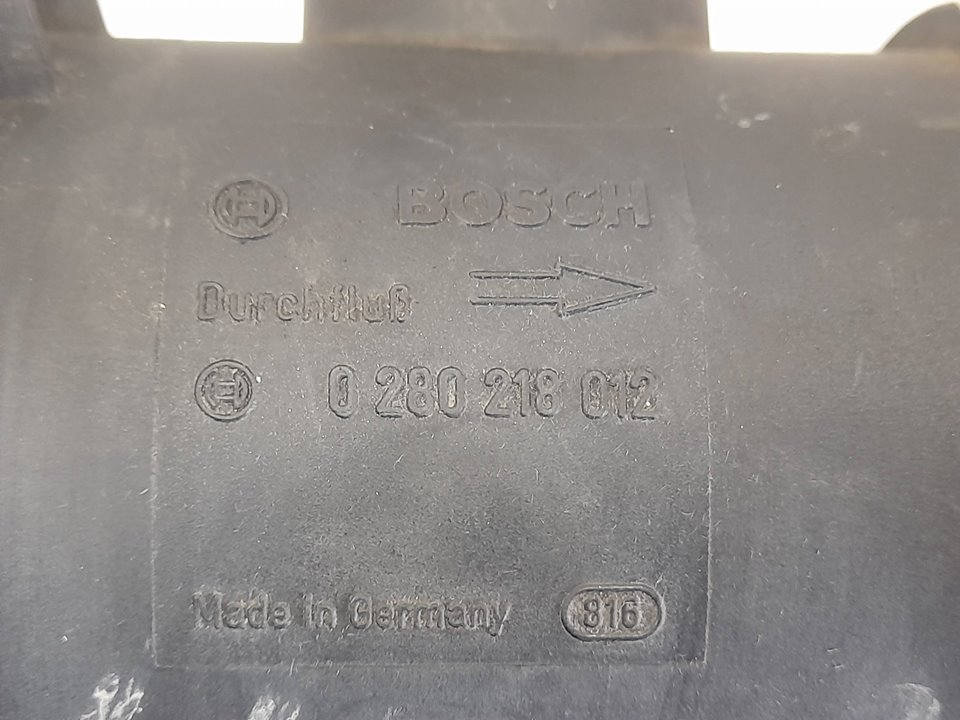 BOSCH
Durchfluß
0 280 218 012
Made in Germany 816